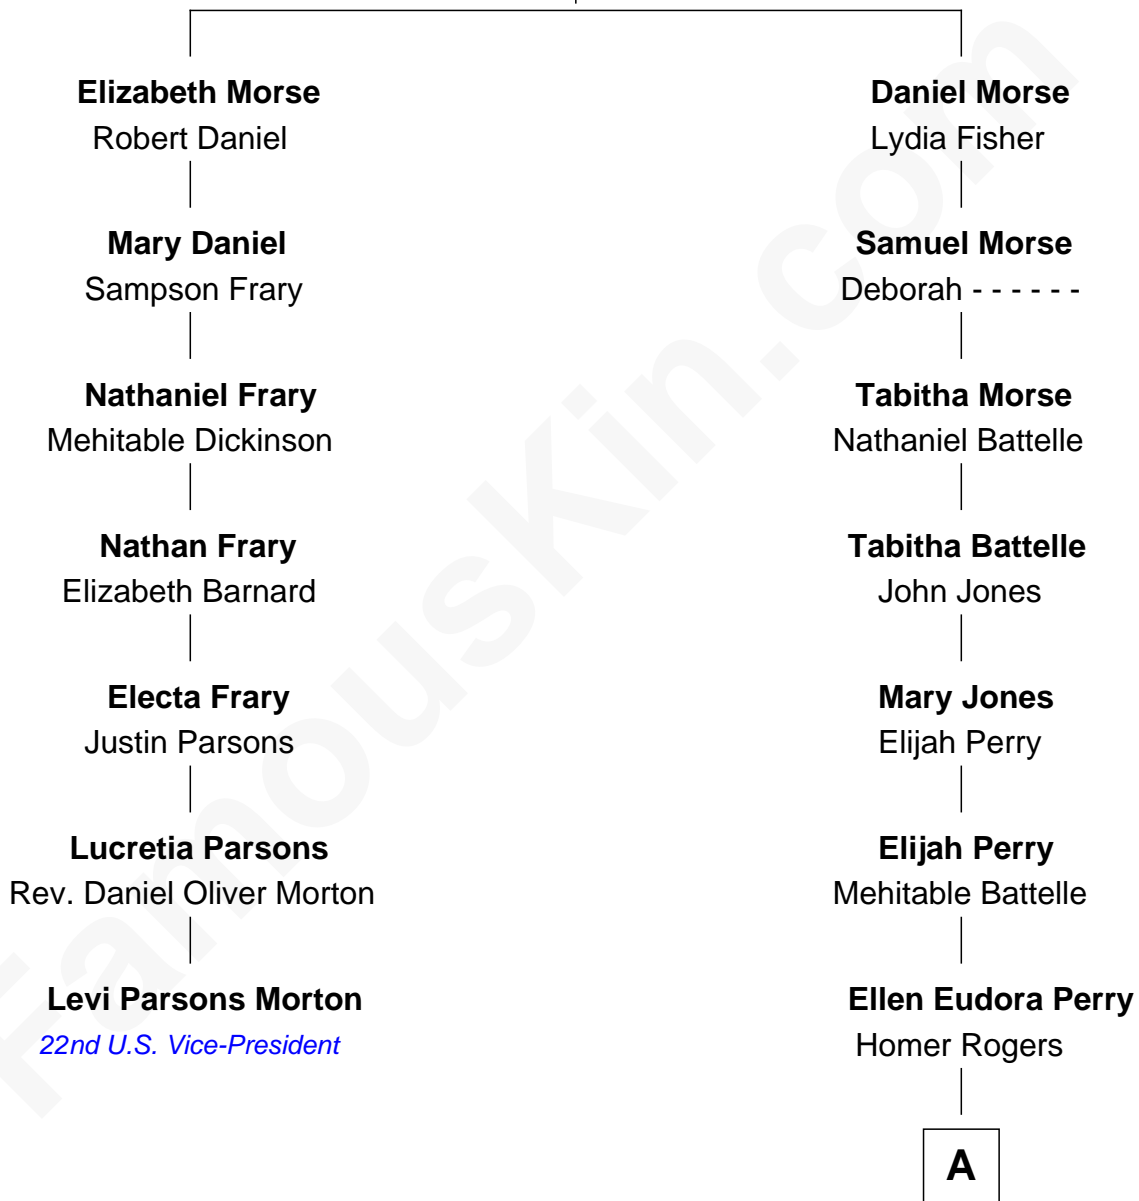 Elizabeth Morse
Robert Daniel
Mary Daniel
Sampson Frary
Nathaniel Frary
Mehitable Dickinson
Nathan Frary
Elizabeth Barnard
Electa Frary
Justin Parsons
Lucretia Parsons
Rev. Daniel Oliver Morton
Levi Parsons Morton
22nd U.S. Vice-President
Daniel Morse
Lydia Fisher
Samuel Morse
Deborah - - - - - -
Tabitha Morse
Nathaniel Battelle
Tabitha Battelle
John Jones
Mary Jones
Elijah Perry
Elijah Perry
Mehitable Battelle
Ellen Eudora Perry
Homer Rogers
A
FamousKin.com